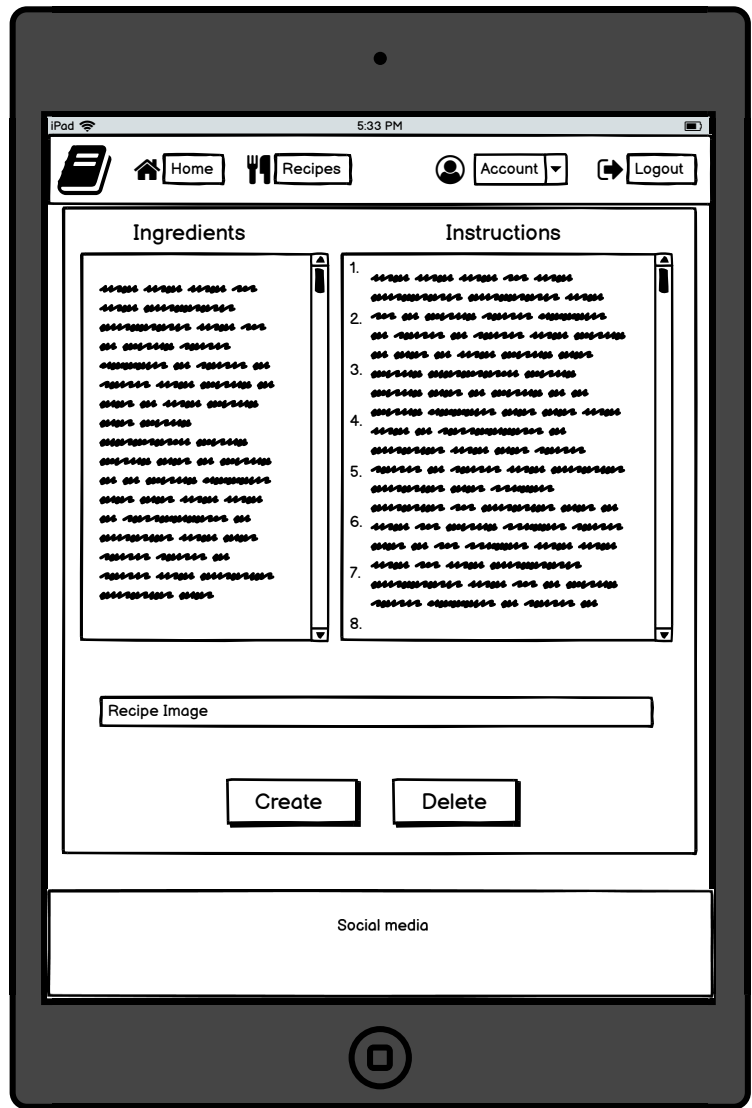 iPad 5:33 PM
Home Recipes Account Logout
Ingredients Instructions
1.
2.
3.
4.
5.
6.
7.
8.
Recipe Image
Create Delete
Social media